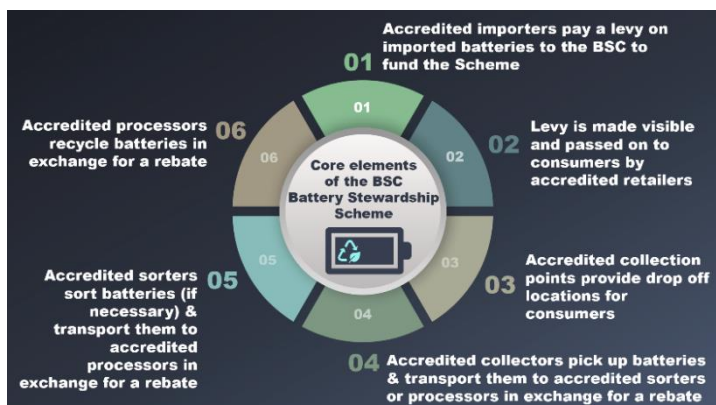 01
Accredited importers pay a levy on
imported batteries to the BSC to
fund the Scheme
02
Levy is made visible
and passed on to
consumers by
accredited retailers
03
Accredited collection
points provide drop off
locations for
consumers
04
Accredited collectors pick up batteries
& transport them to accredited sorters
or processors in exchange for a rebate
05
Accredited sorters
sort batteries (if
necessary) &
transport them to
accredited
processors in
exchange for a rebate
06
Accredited processors
recycle batteries in
exchange for a rebate
01
02
03
04
05
06
Core elements
of the BSC
Battery Stewardship
Scheme